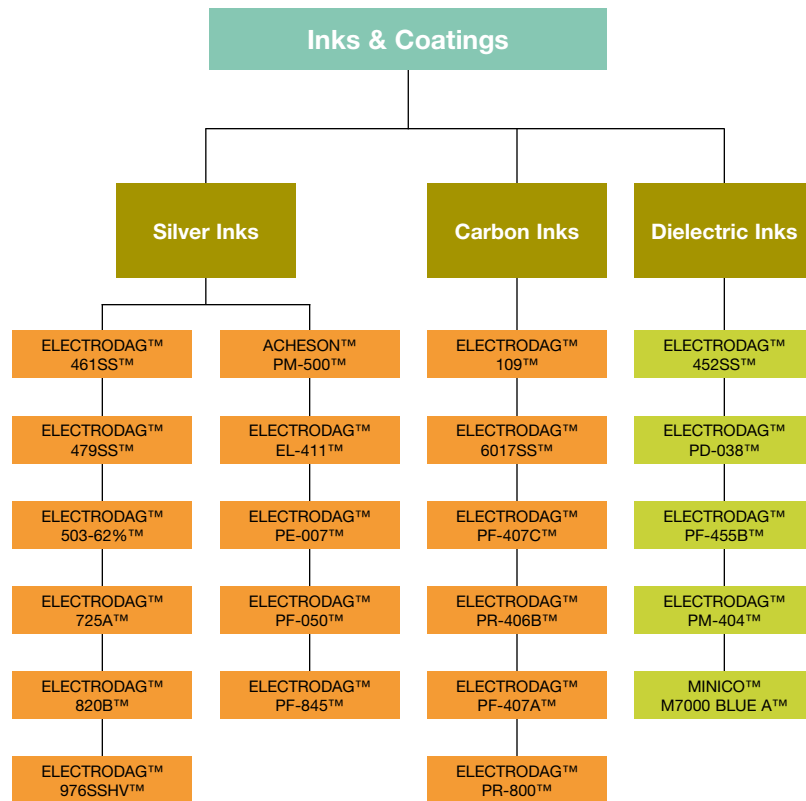 Inks & Coatings
Silver Inks
Carbon Inks
Dielectric Inks
ELECTRODAG™
461SS™
ACHESON™
PM-500™
ELECTRODAG™
109™
ELECTRODAG™
452SS™
ELECTRODAG™
479SS™
ELECTRODAG™
EL-411™
ELECTRODAG™
6017SS™
ELECTRODAG™
PD-038™
ELECTRODAG™
503-62%™
ELECTRODAG™
PE-007™
ELECTRODAG™
PF-407C™
ELECTRODAG™
PF-455B™
ELECTRODAG™
725A™
ELECTRODAG™
PF-050™
ELECTRODAG™
PR-406B™
ELECTRODAG™
PM-404™
ELECTRODAG™
820B™
ELECTRODAG™
PF-845™
ELECTRODAG™
PF-407A™
MINICO™
M7000 BLUE A™
ELECTRODAG™
976SSHV™
ELECTRODAG™
PR-800™